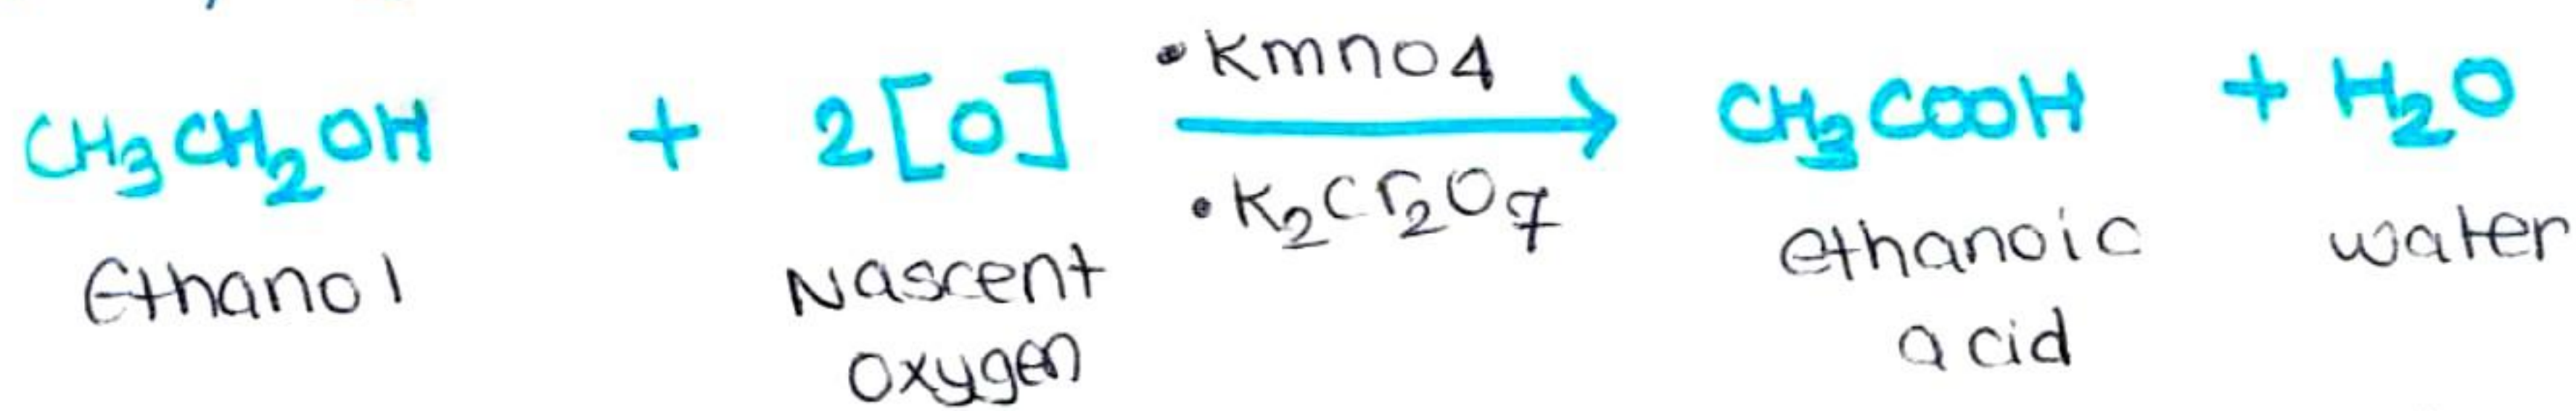 •Kmno4
CH3CH2OH + 2[O] → CH3COOH + H2O
•K2Cr2O7
Ethanol Nascent oxygen ethanoic acid water